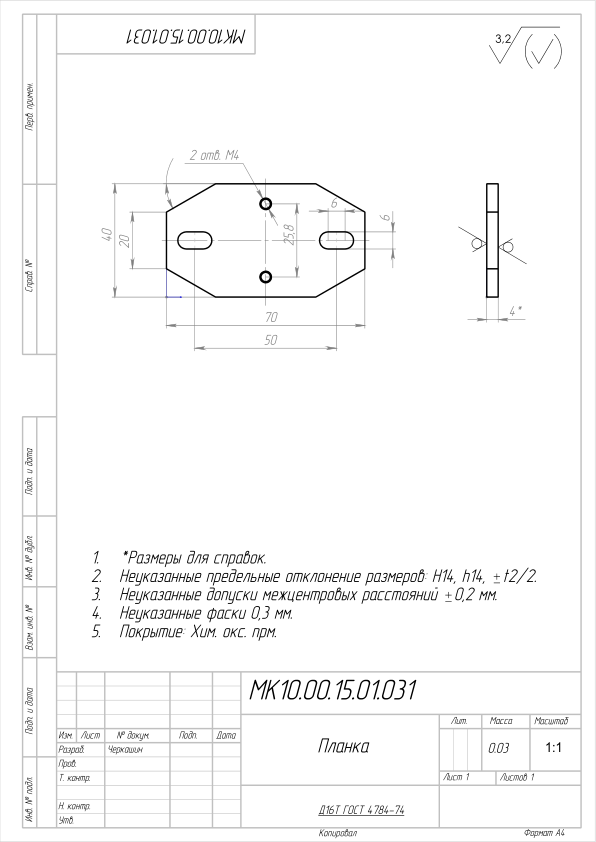 МК10.00.15.01.031
3,2
Перв. примен.
Справ. №
Подп. и дата
Инв. № дубл.
Взам. инв. №
Подп. и дата
Инв. № подл.
2 отв. М4
40
20
25,8
6
6
70
50
4*
1. *Размеры для справок.
2. Неуказанные предельные отклонение размеров: Н14, h14, ±t2/2.
3. Неуказанные допуски межцентровых расстояний ±0,2 мм.
4. Неуказанные фаски 0,3 мм.
5. Покрытие: Хим. окс. прм.
МК10.00.15.01.031
Изм. Лист № докум. Подп. Дата
Разраб. Черкашин
Пров.
Т. контр.
Н. контр.
Утв.
Планка
Лит. Масса Масштаб
0.03 1:1
Лист 1 Листов 1
Д16Т ГОСТ 4784-74
Копировал Формат А4